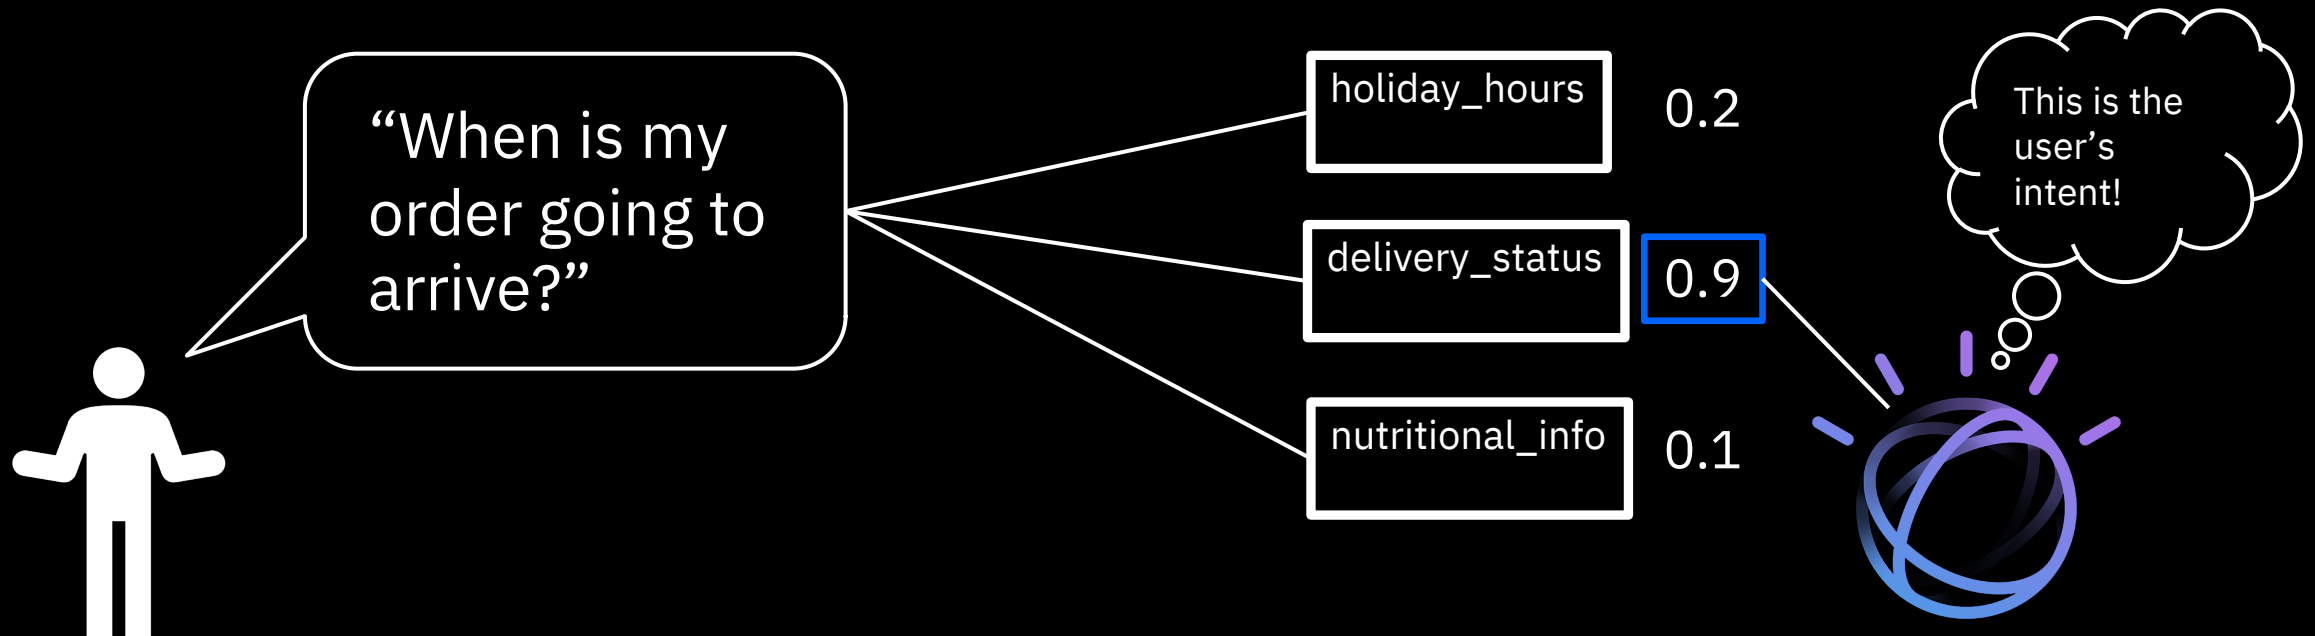 “When is my
order going to
arrive?”
holiday_hours
0.2
delivery_status
0.9
nutritional_info
0.1
This is the
user’s
intent!